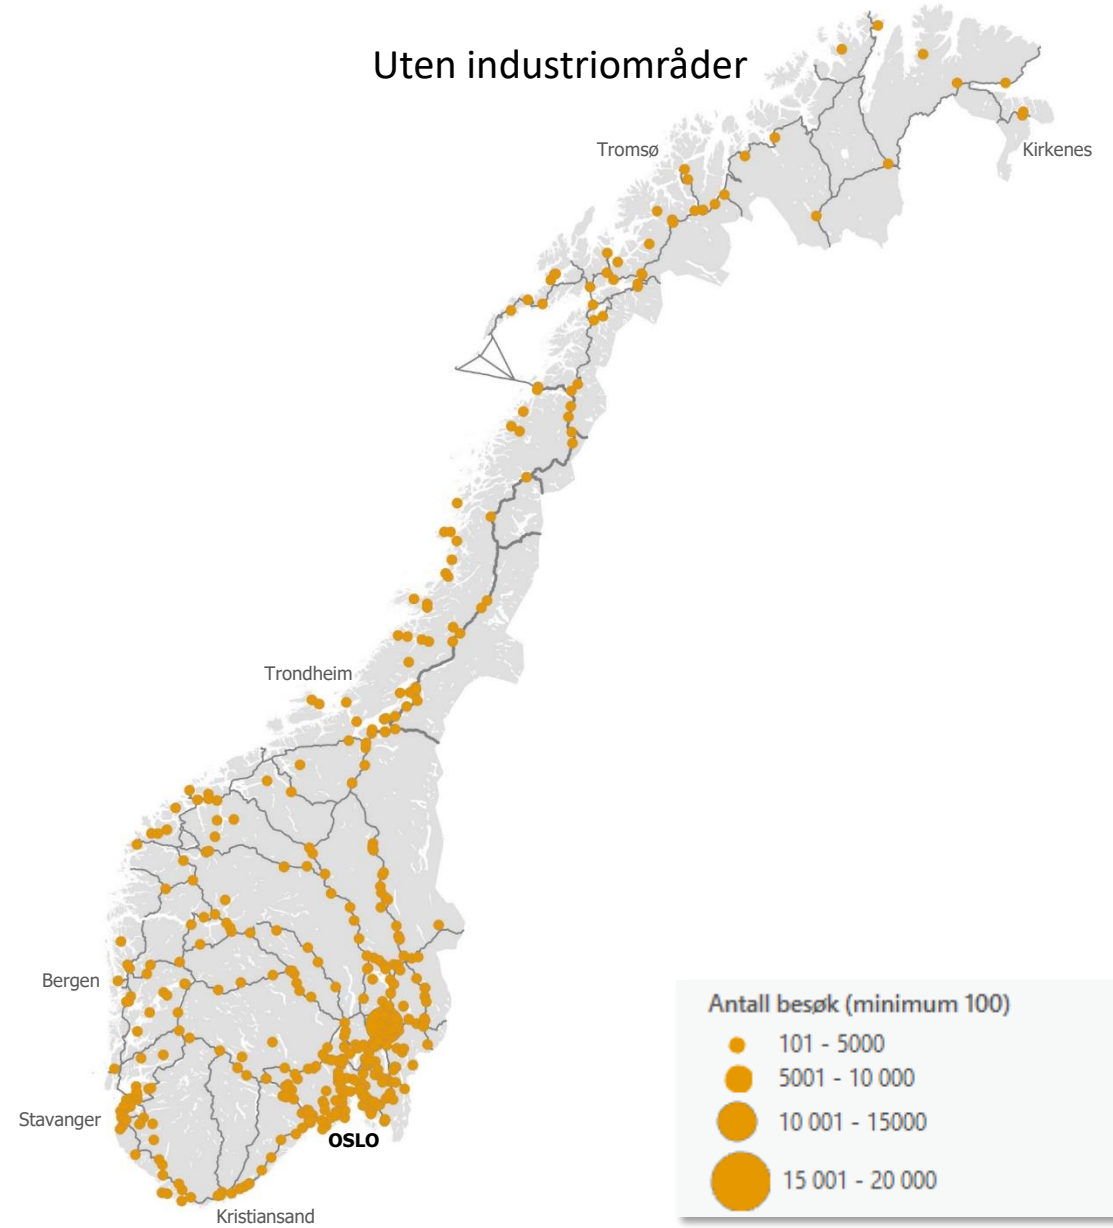 Uten industriområder
Tromsø
Kirkenes
Trondheim
Bergen
Stavanger
OSLO
Kristiansand
Antall besøk (minimum 100)
101 - 5000
5001 - 10 000
10 001 - 15000
15 001 - 20 000